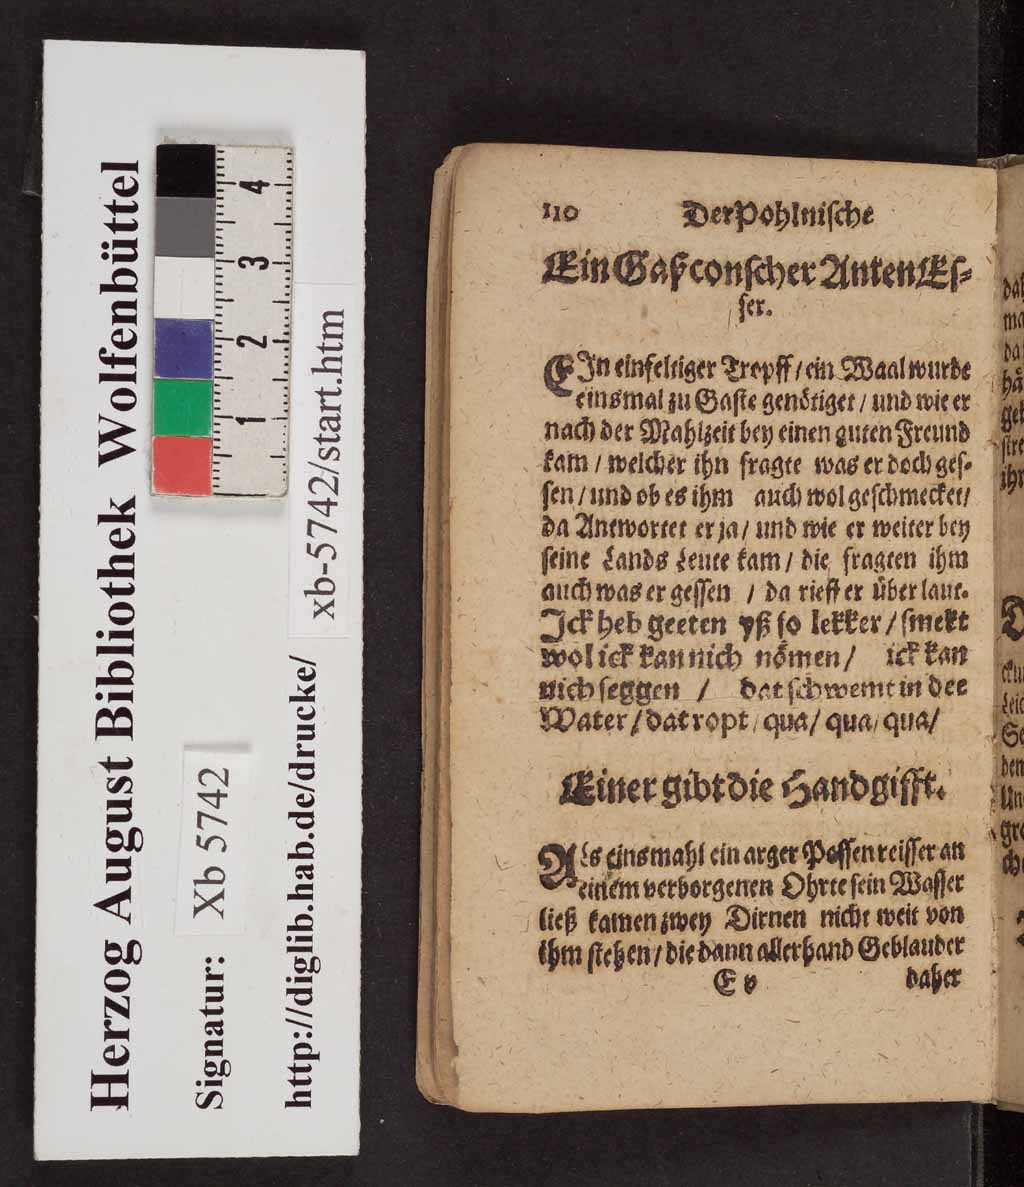 Herzog August Bibliothek Wolfenbüttel
Signatur: Xb 5742
http://diglib.hab.de/drucke/ xb-5742/start.htm
1 2 3 4
110 Der Pohlnische
Ein Gaßconscher Anten Es-
ser.
EIn einfeltiger Tropff / ein Waal wurde
einsmal zu Gaste genötiget / und wie er
nach der Mahlzeit bey einen guten Freund
kam / welcher ihn fragte was er doch ges-
sen / und ob es ihm auch wol geschmecket /
da Antwortet er ja / und wie er weiter bey
seine Lands Leute kam / die fragten ihm
auch was er gessen / da rieff er über laut.
Ick heb geeten yß so lekker / smekt
wol ick kan nich nömen / ick kan
nich seggen / dat schwemt in dee
Water / dat ropt qua / qua / qua /
Einer gibt die Handgifft.
ALs einsmahl ein arger Possenreisser an
einem verborgenen Ohrte sein Wasser
ließ kamen zwey Dirnen nicht weit von
ihm stehen / die dann allerhand Geblauder
E v daher